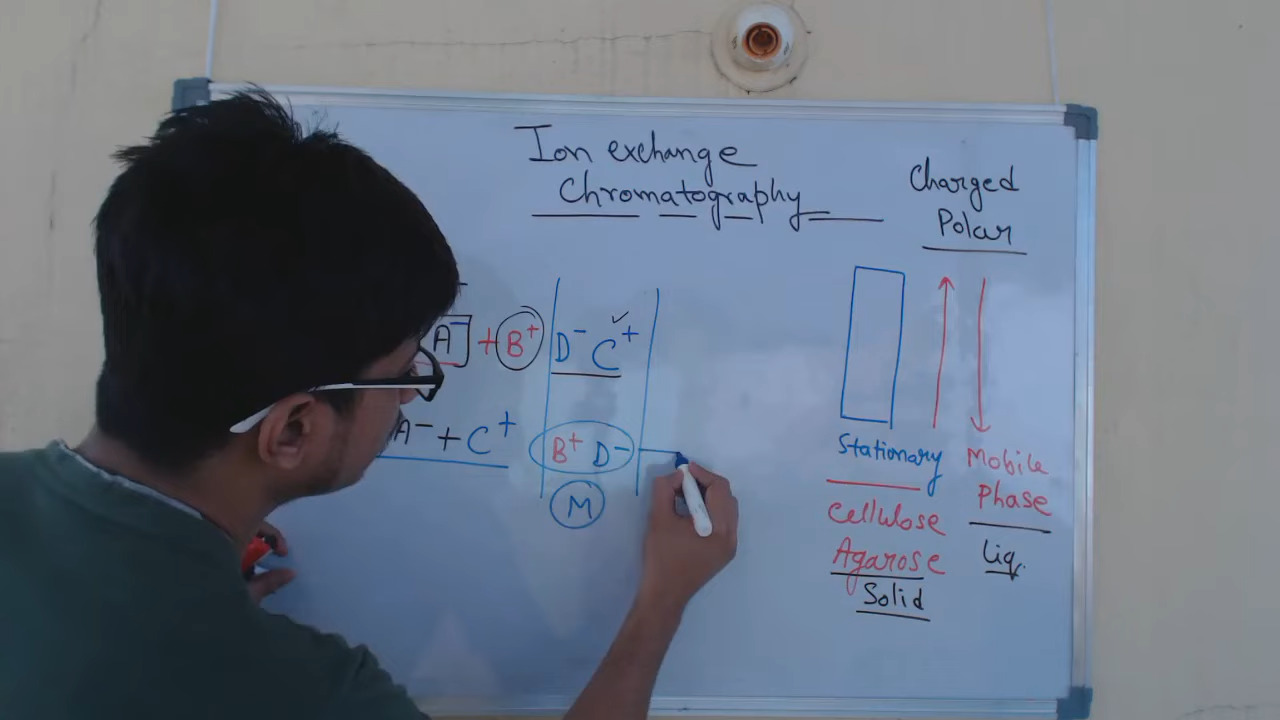 Ion exchange
Chromatography
Charged
Polar
A⁻ + B⁺ D⁻ C⁺
A⁻ + C⁺ B⁺ D⁻
M
Stationary
Cellulose
Agarose
Solid
Mobile
Phase
Liq.